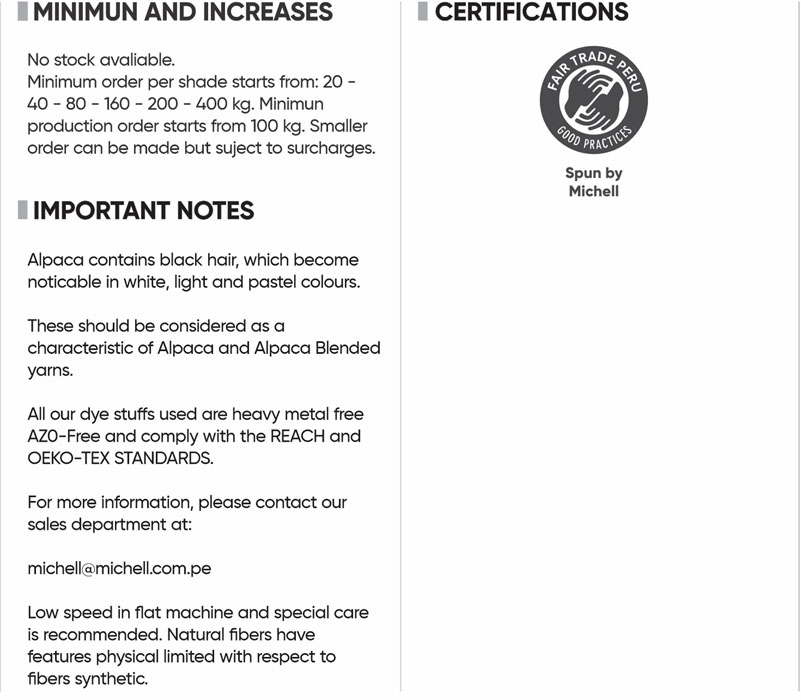 MINIMUN AND INCREASES
No stock avaliable.
Minimum order per shade starts from: 20 -
40 - 80 - 160 - 200 - 400 kg. Minimun
production order starts from 100 kg. Smaller
order can be made but suject to surcharges.
IMPORTANT NOTES
Alpaca contains black hair, which become
noticable in white, light and pastel colours.
These should be considered as a
characteristic of Alpaca and Alpaca Blended
yarns.
All our dye stuffs used are heavy metal free
AZ0-Free and comply with the REACH and
OEKO-TEX STANDARDS.
For more information, please contact our
sales department at:
michell@michell.com.pe
Low speed in flat machine and special care
is recommended. Natural fibers have
features physical limited with respect to
fibers synthetic.
CERTIFICATIONS
FAIR TRADE PERU
GOOD PRACTICES
Spun by
Michell